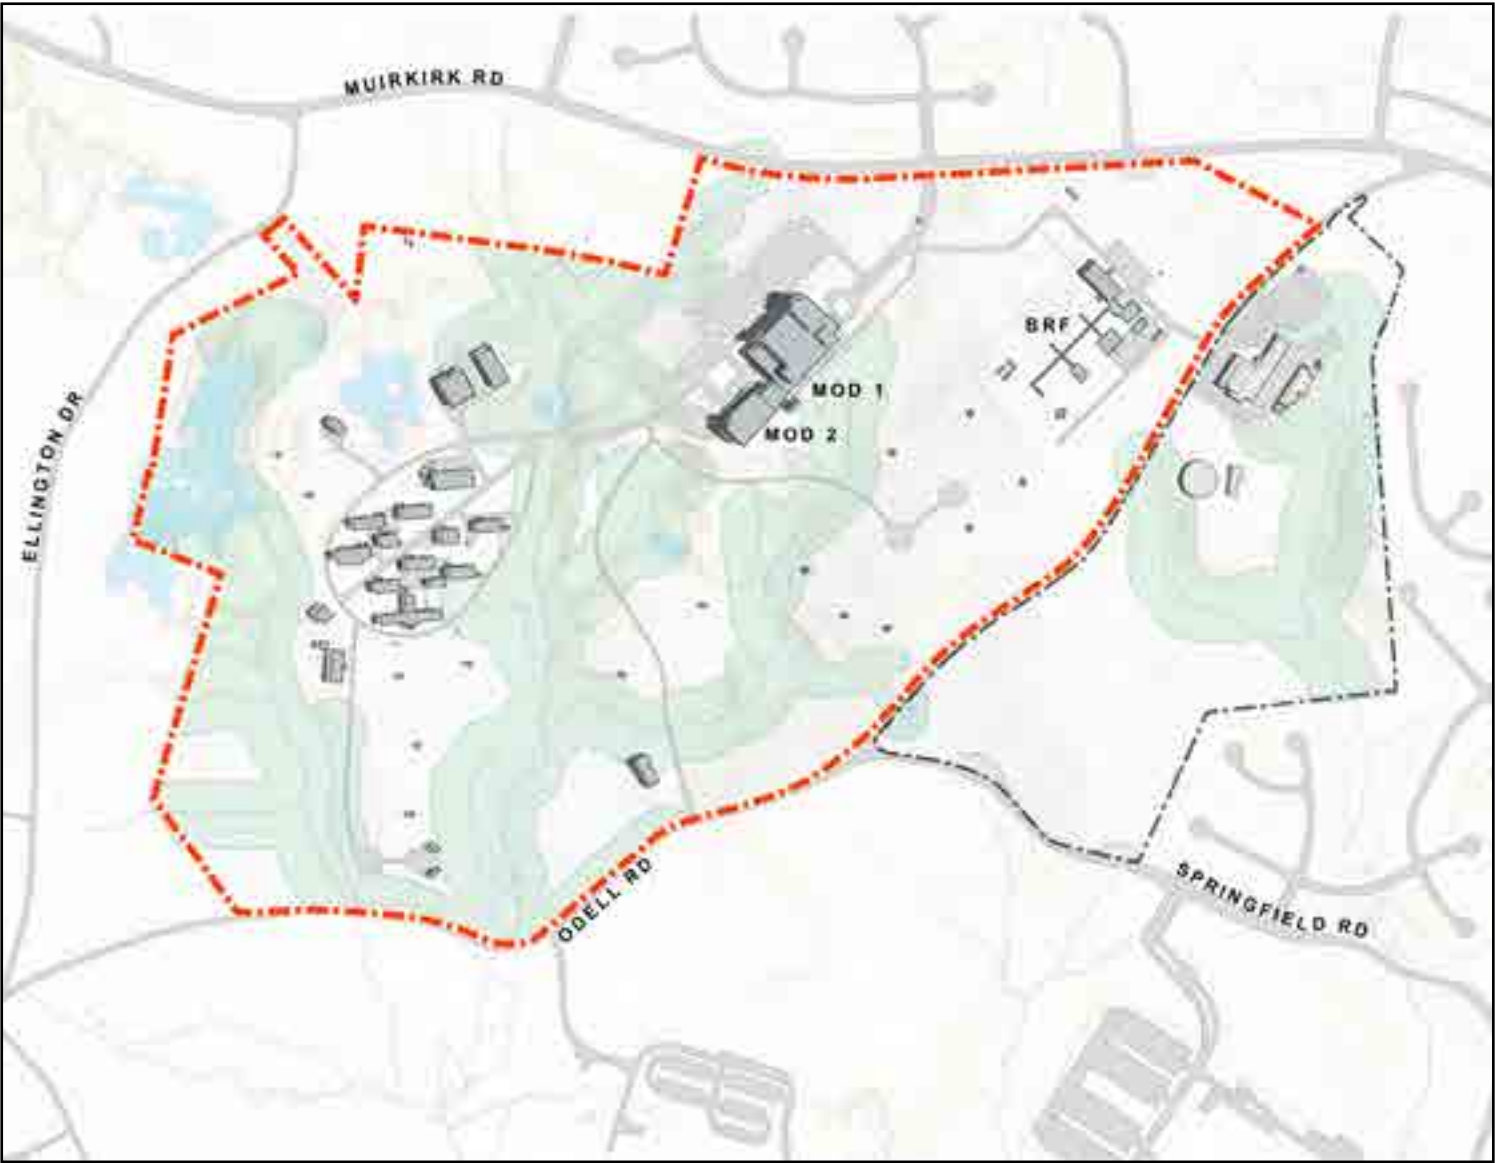 MUIRKIRK RD
BRF
MOD 1
MOD 2
ELLINGTON DR
ODELL RD
SPRINGFIELD RD